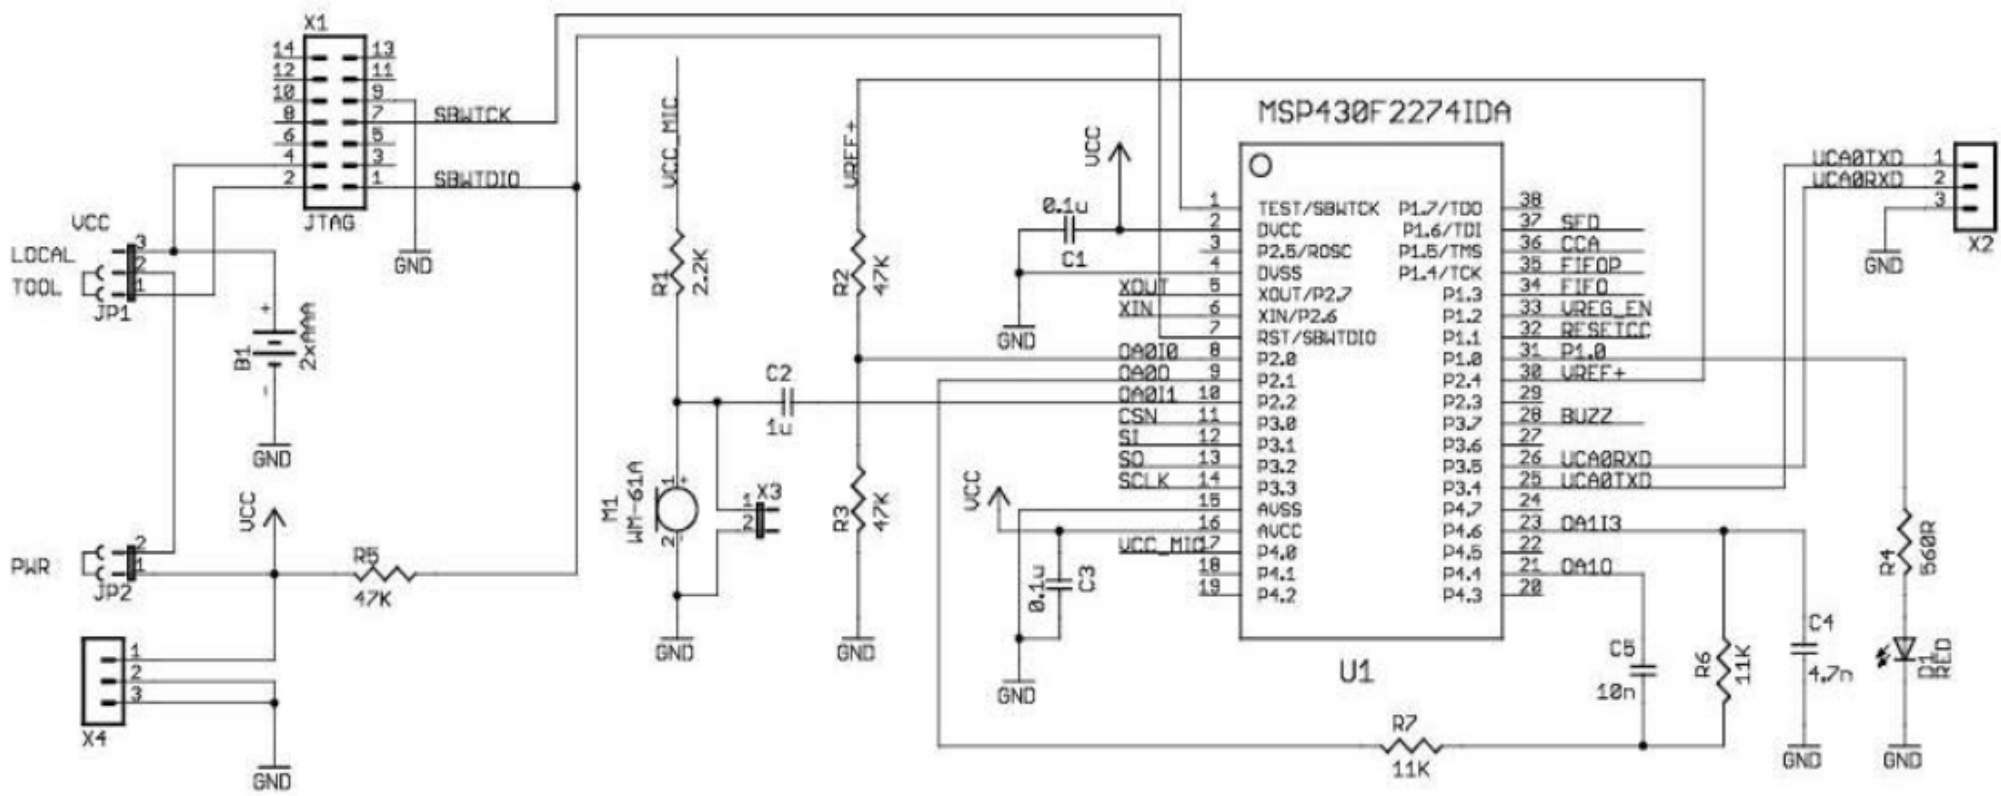 X1
14 13
12 11
10 9
8 7 SBWTCK
6 5
4 3
2 1 SBWTDIO
JTAG
GND
VCC
LOCAL 3
2
TOOL 1
JP1
+
B1
2xAAA
-
GND
VCC
PWR 2
1
JP2
R5
47K
X4
1
2
3
GND
VCC_MIC
R1
2.2K
VREF+
R2
47K
C2
1u
M1
WM-61A
1 +
2 -
X3
1
2
GND
R3
47K
GND
VCC
0.1u
C1
GND
VCC
0.1u
C3
GND
MSP430F2274IDA
1 TEST/SBWTCK P1.7/TDO 38
2 DVCC P1.6/TDI 37 SFD
3 P2.5/ROSC P1.5/TMS 36 CCA
4 DVSS P1.4/TCK 35 FIFOP
XOUT 5 XOUT/P2.7 P1.3 34 FIFO
XIN 6 XIN/P2.6 P1.2 33 VREG_EN
7 RST/SBWTDIO P1.1 32 RESETCC
OA0I0 8 P2.0 P1.0 31 P1.0
OA0O 9 P2.1 P2.4 30 VREF+
OA0I1 10 P2.2 P2.3 29
CSN 11 P3.0 P3.7 28 BUZZ
SI 12 P3.1 P3.6 27
SO 13 P3.2 P3.5 26 UCA0RXD
SCLK 14 P3.3 P3.4 25 UCA0TXD
15 AVSS P4.7 24
16 AVCC P4.6 23 OA1I3
VCC_MIC 17 P4.0 P4.5 22
18 P4.1 P4.4 21 OA1O
19 P4.2 P4.3 20
U1
UCA0TXD 1
UCA0RXD 2
3
X2
GND
R4
560R
D1
RED
GND
C4
4.7n
GND
R6
11K
C5
10n
R7
11K